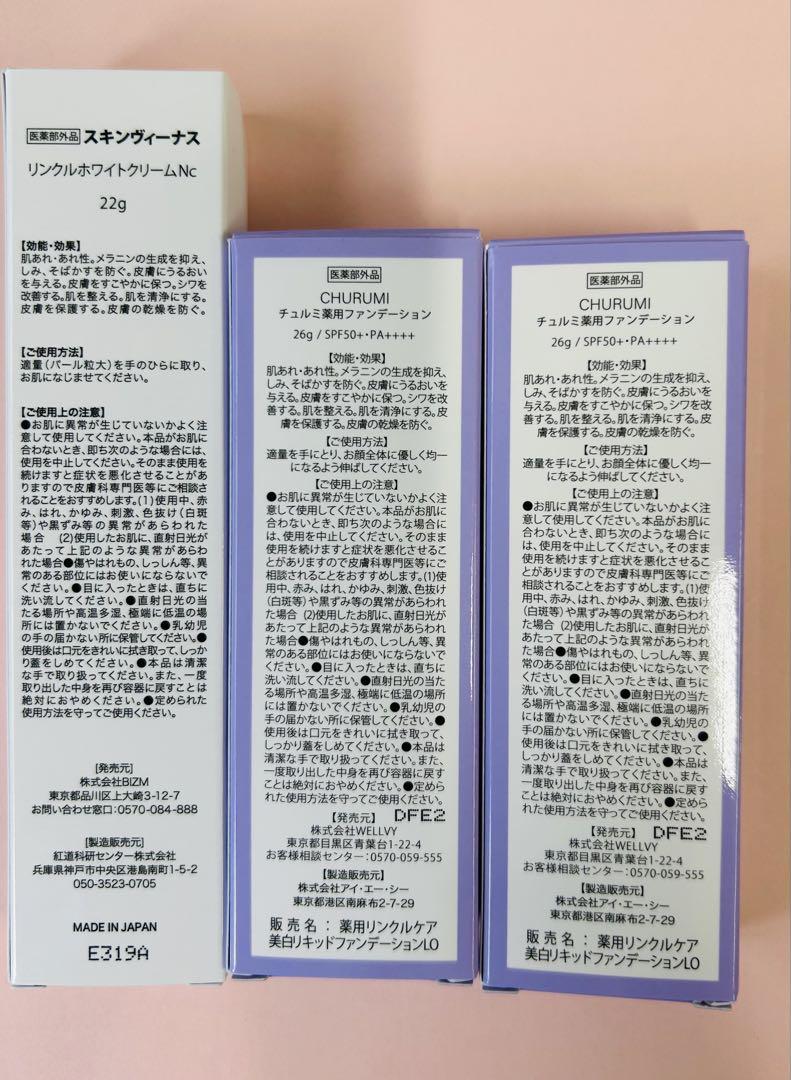 医薬部外品 スキンヴィーナス
リンクルホワイトクリームNc
22g
【効能・効果】
肌あれ・あれ性。メラニンの生成を抑え、
しみ、そばかすを防ぐ。皮膚にうるおい
を与える。皮膚をすこやかに保つ。シワを
改善する。肌を整える。肌を清浄にする。
皮膚を保護する。皮膚の乾燥を防ぐ。
【ご使用方法】
適量（パール粒大）を手のひらに取り、
お肌になじませてください。
【ご使用上の注意】
●お肌に異常が生じていないかよく注
意して使用してください。本品がお肌に
合わないとき、即ち次のような場合には、
使用を中止してください。そのまま使用を
続けますと症状を悪化させることがあ
りますので皮膚科専門医等にご相談さ
れることをおすすめします。(1)使用中、赤
み、はれ、かゆみ、刺激、色抜け(白斑
等)や黒ずみ等の異常があらわれた
場合 (2)使用したお肌に、直射日光が
あたって上記のような異常があらわ
れた場合●傷やはれもの、しっしん等、異
常のある部位にはお使いにならないで
ください。●目に入ったときは、直ちに
洗い流してください。●直射日光の当
たる場所や高温多湿、極端に低温の場
所には置かないでください。●乳幼児
の手の届かない所に保管してください。●
使用後は口元をきれいに拭き取って、しっか
り蓋をしめてください。●本品は清潔
な手で取り扱ってください。また、一度
取り出した中身を再び容器に戻すことは
絶対におやめください。●定められた
使用方法を守ってご使用ください。
[発売元]
株式会社BIZM
東京都品川区上大崎3-12-7
お問い合わせ窓口:0570-084-888
[製造販売元]
紅道科研センター株式会社
兵庫県神戸市中央区港島南町1-5-2
050-3523-0705
MADE IN JAPAN
E319A
医薬部外品
CHURUMI
チュルミ薬用ファンデーション
26g / SPF50+・PA++++
【効能・効果】
肌あれ・あれ性。メラニンの生成を抑え、
しみ、そばかすを防ぐ。皮膚にうるおいを
与える。皮膚をすこやかに保つ。シワを改
善する。肌を整える。肌を清浄にする。皮
膚を保護する。皮膚の乾燥を防ぐ。
【ご使用方法】
適量を手にとり、お顔全体に優しく均一
になるよう伸ばしてください。
【ご使用上の注意】
●お肌に異常が生じていないかよく注
意して使用してください。本品がお肌に
合わないとき、即ち次のような場合に
は、使用を中止してください。そのまま
使用を続けますと症状を悪化させるこ
とがありますので皮膚科専門医等にご
相談されることをおすすめします。(1)使
用中、赤み、はれ、かゆみ、刺激、色抜け
(白斑等)や黒ずみ等の異常があらわれ
た場合 (2)使用したお肌に、直射日光が
あたって上記のような異常があらわれ
た場合●傷やはれもの、しっしん等、異
常のある部位にはお使いにならないで
ください。●目に入ったときは、直ちに
洗い流してください。●直射日光の当た
る場所や高温多湿、極端に低温の場所
には置かないでください。●乳幼児の
手の届かない所に保管してください。●
使用後は口元をきれいに拭き取って、
しっかり蓋をしめてください。●本品は
清潔な手で取り扱ってください。また、
一度取り出した中身を再び容器に戻す
ことは絶対におやめください。●定めら
れた使用方法を守ってご使用ください。
【発売元】 DFE2
株式会社WELLVY
東京都目黒区青葉台1-22-4
お客様相談センター:0570-059-555
【製造販売元】
株式会社アイ・エー・シー
東京都港区南麻布2-7-29
販売名:薬用リンクルケア
美白リキッドファンデーションLO
医薬部外品
CHURUMI
チュルミ薬用ファンデーション
26g / SPF50+・PA++++
【効能・効果】
肌あれ・あれ性。メラニンの生成を抑え、
しみ、そばかすを防ぐ。皮膚にうるおいを
与える。皮膚をすこやかに保つ。シワを改
善する。肌を整える。肌を清浄にする。皮
膚を保護する。皮膚の乾燥を防ぐ。
【ご使用方法】
適量を手にとり、お顔全体に優しく均一
になるよう伸ばしてください。
【ご使用上の注意】
●お肌に異常が生じていないかよく注
意して使用してください。本品がお肌に
合わないとき、即ち次のような場合に
は、使用を中止してください。そのまま
使用を続けますと症状を悪化させるこ
とがありますので皮膚科専門医等にご
相談されることをおすすめします。(1)使
用中、赤み、はれ、かゆみ、刺激、色抜け
(白斑等)や黒ずみ等の異常があらわれ
た場合 (2)使用したお肌に、直射日光が
あたって上記のような異常があらわれ
た場合●傷やはれもの、しっしん等、異
常のある部位にはお使いにならないで
ください。●目に入ったときは、直ちに
洗い流してください。●直射日光の当た
る場所や高温多湿、極端に低温の場所
には置かないでください。●乳幼児の
手の届かない所に保管してください。●
使用後は口元をきれいに拭き取って、
しっかり蓋をしめてください。●本品は
清潔な手で取り扱ってください。また、
一度取り出した中身を再び容器に戻す
ことは絶対におやめください。●定めら
れた使用方法を守ってご使用ください。
【発売元】 DFE2
株式会社WELLVY
東京都目黒区青葉台1-22-4
お客様相談センター:0570-059-555
【製造販売元】
株式会社アイ・エー・シー
東京都港区南麻布2-7-29
販売名:薬用リンクルケア
美白リキッドファンデーションLO